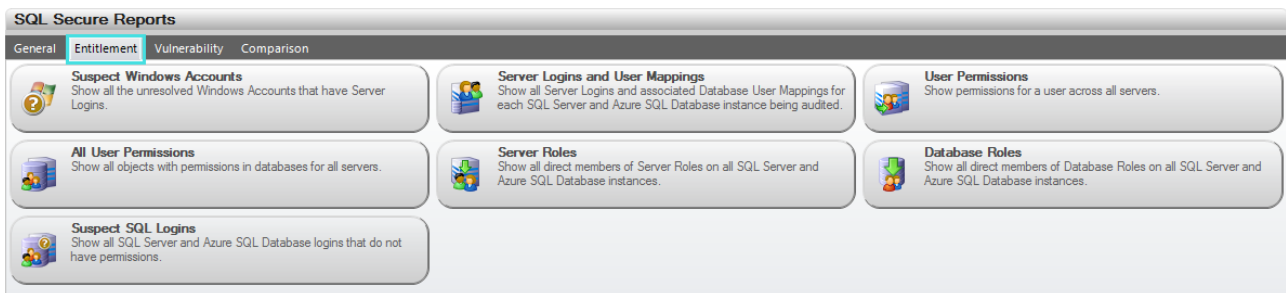 SQL Secure Reports
General Entitlement Vulnerability Comparison
Suspect Windows Accounts
Show all the unresolved Windows Accounts that have Server
Logins.
Server Logins and User Mappings
Show all Server Logins and associated Database User Mappings for
each SQL Server and Azure SQL Database instance being audited.
User Permissions
Show permissions for a user across all servers.
All User Permissions
Show all objects with permissions in databases for all servers.
Server Roles
Show all direct members of Server Roles on all SQL Server and
Azure SQL Database instances.
Database Roles
Show all direct members of Database Roles on all SQL Server and
Azure SQL Database instances.
Suspect SQL Logins
Show all SQL Server and Azure SQL Database logins that do not
have permissions.